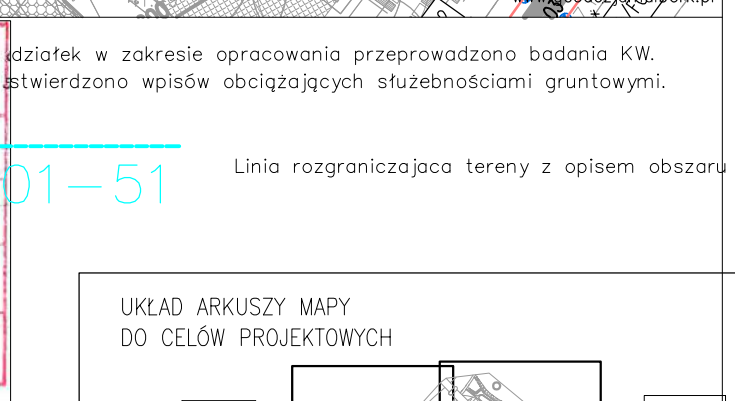 działek w zakresie opracowania przeprowadzono badania KW.
stwierdzono wpisów obciążających służebnościami gruntowymi.
01-51
Linia rozgraniczajaca tereny z opisem obszaru
UKŁAD ARKUSZY MAPY
DO CELÓW PROJEKTOWYCH